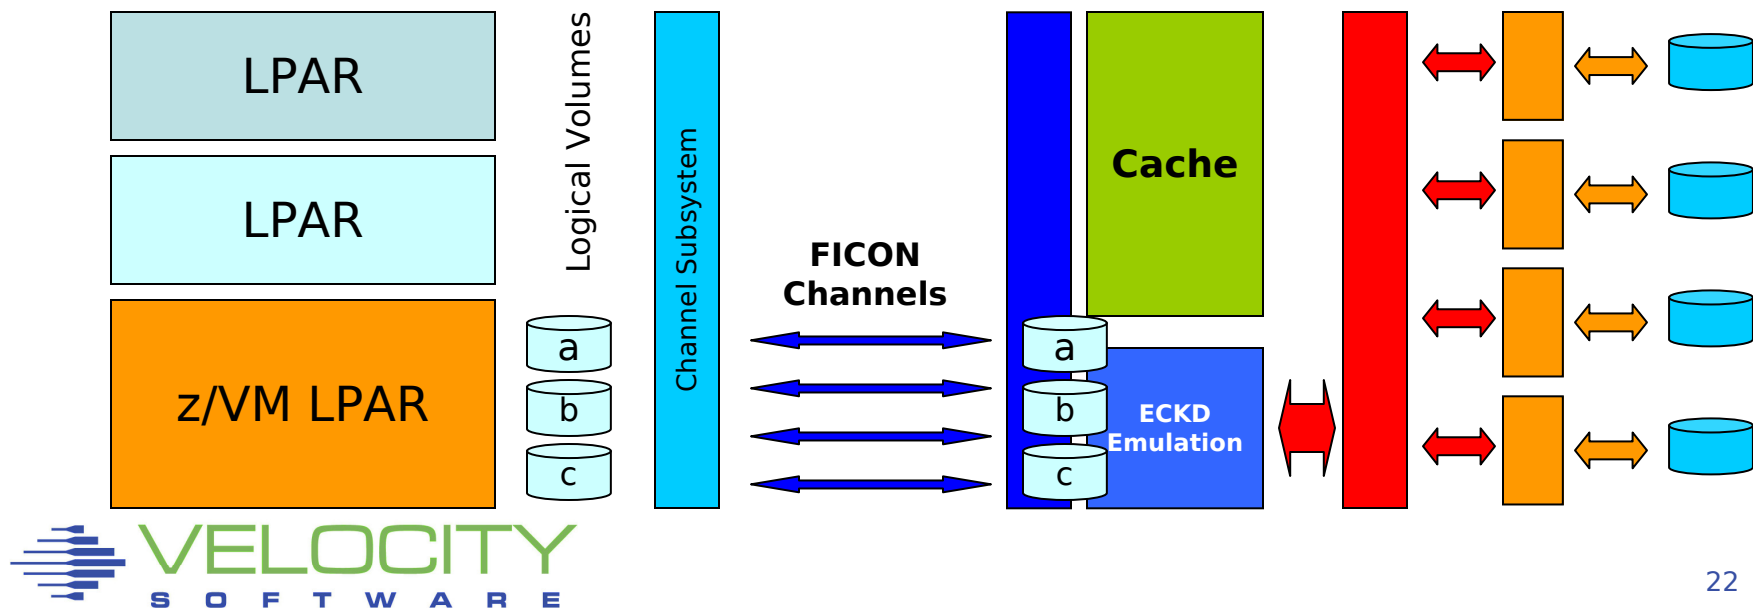 LPAR
LPAR
z/VM LPAR
Logical Volumes
a
b
c
Channel Subsystem
FICON
Channels
a
b
c
Cache
ECKD
Emulation
VELOCITY
SOFTWARE
22